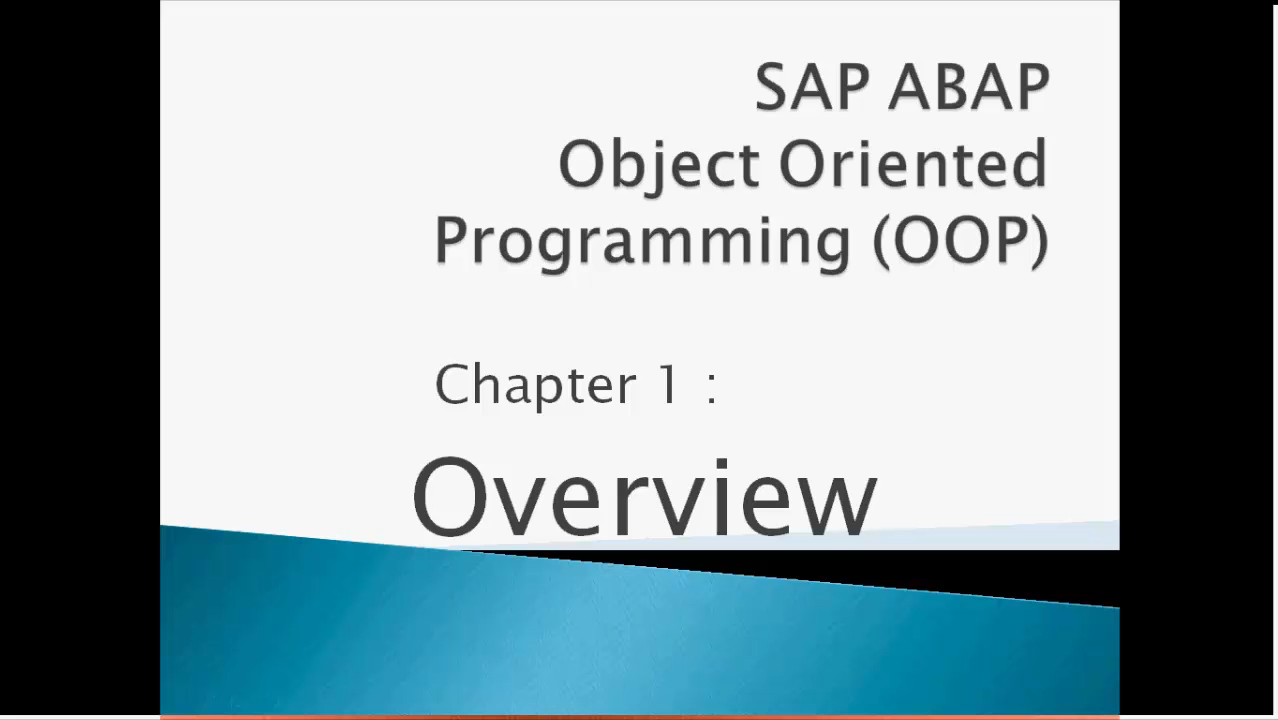 SAP ABAP
Object Oriented
Programming (OOP)
Chapter 1 :
Overview